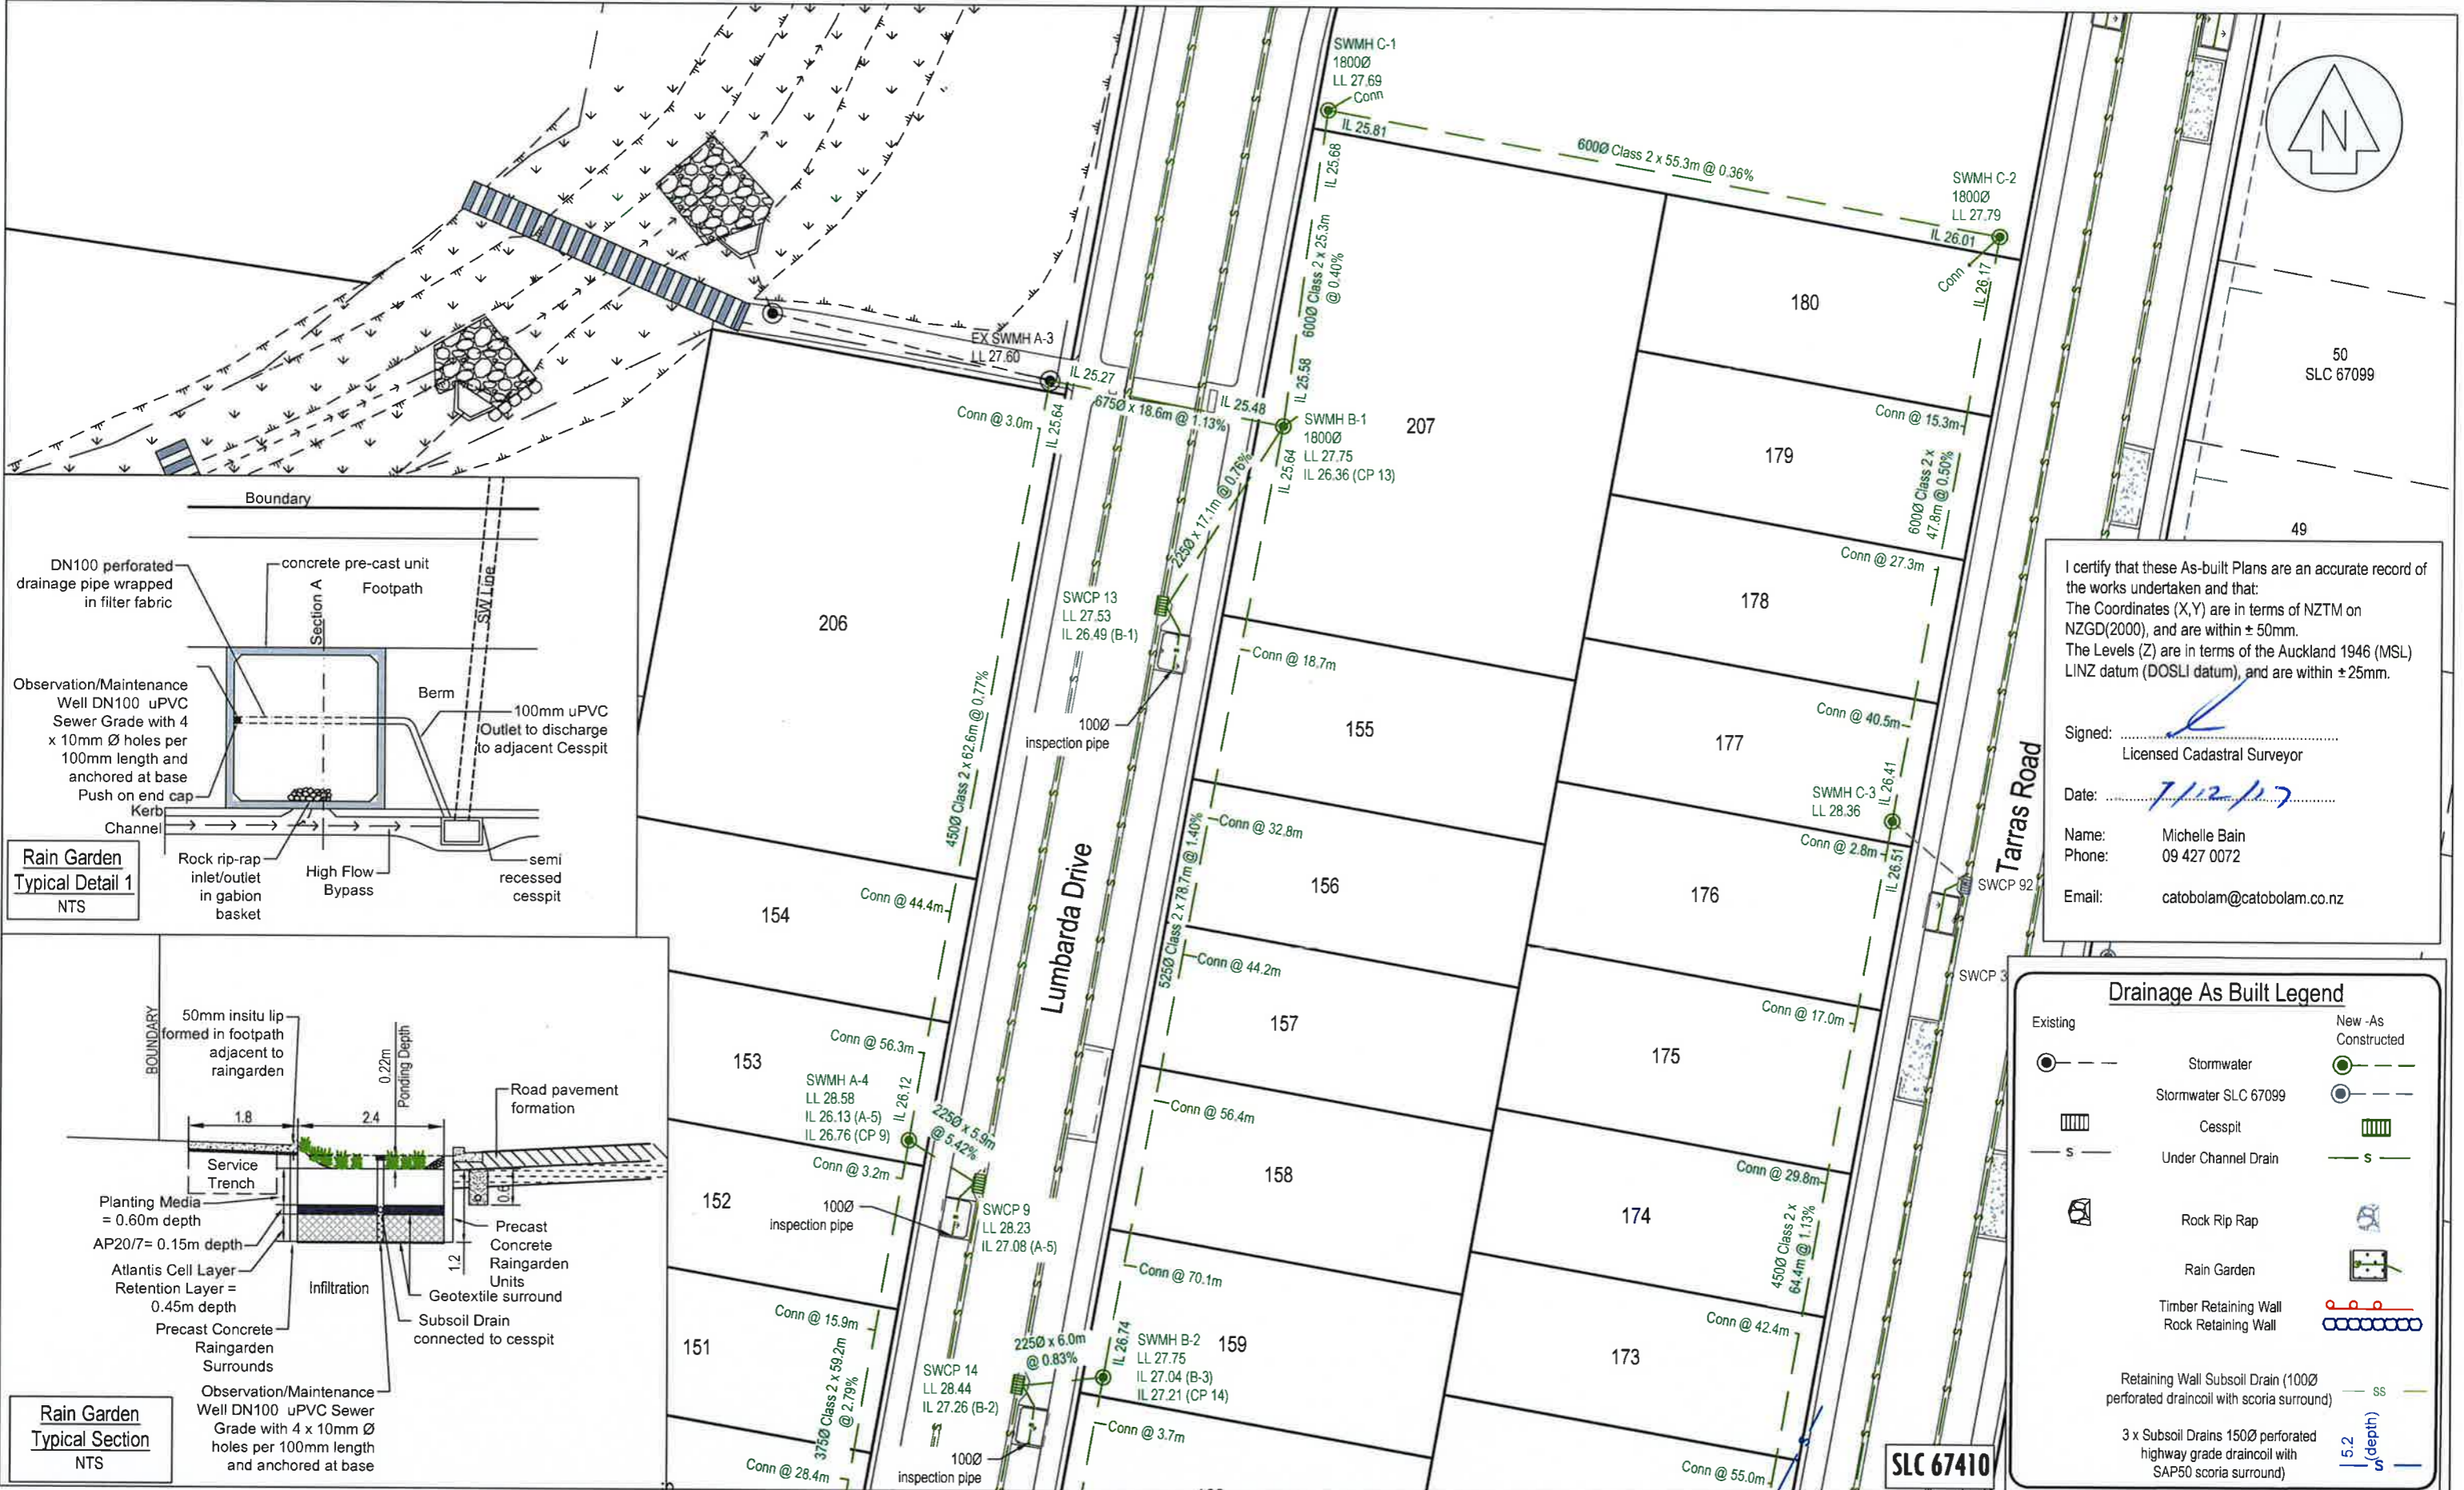 SWMH C-1
1800Ø
LL 27.69
Conn
IL 25.81
600Ø Class 2 x 55.3m @ 0.36%
SWMH C-2
1800Ø
LL 27.79
IL 26.01
Conn
IL 26.17
N
IL 25.68
600Ø Class 2 x 25.3m
@ 0.40%
IL 25.58
EX SWMH A-3
LL 27.60
IL 25.27
675Ø x 18.6m @ 1.13%
IL 25.48
SWMH B-1
1800Ø
LL 27.75
IL 26.36 (CP 13)
IL 25.64
225Ø x 17.1m @ 0.76%
Conn @ 3.0m
IL 25.64
180
179
178
177
176
175
174
173
207
206
50
SLC 67099
49
Conn @ 15.3m
600Ø Class 2 x
47.8m @ 0.50%
Conn @ 27.3m
Conn @ 40.5m
IL 26.41
SWMH C-3
LL 28.36
Conn @ 2.8m
IL 26.51
SWCP 92
SWCP 3
Tarras Road
Conn @ 17.0m
Conn @ 29.8m
450Ø Class 2 x
64.4m @ 1.13%
Conn @ 42.4m
Conn @ 55.0m
SWCP 13
LL 27.53
IL 26.49 (B-1)
100Ø
inspection pipe
Conn @ 18.7m
155
Conn @ 32.8m
525Ø Class 2 x 78.7m @ 1.40%
156
Conn @ 44.2m
157
Conn @ 56.4m
158
Conn @ 70.1m
IL 26.74
159
225Ø x 6.0m
@ 0.83%
SWMH B-2
LL 27.75
IL 27.04 (B-3)
IL 27.21 (CP 14)
Conn @ 3.7m
SWCP 14
LL 28.44
IL 27.26 (B-2)
100Ø
inspection pipe
Lumbarda Drive
450Ø Class 2 x 62.6m @ 0.77%
154
Conn @ 44.4m
153
Conn @ 56.3m
SWMH A-4
LL 28.58
IL 26.13 (A-5)
IL 26.76 (CP 9)
IL 26.12
225Ø x 5.9m
@ 5.42%
Conn @ 3.2m
152
100Ø
inspection pipe
SWCP 9
LL 28.23
IL 27.08 (A-5)
151
Conn @ 15.9m
375Ø Class 2 x 59.2m
@ 2.79%
Conn @ 28.4m
Boundary
DN100 perforated
drainage pipe wrapped
in filter fabric
concrete pre-cast unit
Section A
Footpath
SW Line
Observation/Maintenance
Well DN100 uPVC
Sewer Grade with 4
x 10mm Ø holes per
100mm length and
anchored at base
Push on end cap
Berm
100mm uPVC
Outlet to discharge
to adjacent Cesspit
Kerb
Channel
Rock rip-rap
inlet/outlet
in gabion
basket
High Flow
Bypass
semi
recessed
cesspit
Rain Garden
Typical Detail 1
NTS
BOUNDARY
50mm insitu lip
formed in footpath
adjacent to
raingarden
0.22m
Ponding Depth
1.8
2.4
Road pavement
formation
Service
Trench
Planting Media
= 0.60m depth
AP20/7= 0.15m depth
Atlantis Cell Layer
Retention Layer =
0.45m depth
Precast Concrete
Raingarden
Surrounds
Infiltration
0.6
1.2
Precast
Concrete
Raingarden
Units
Geotextile surround
Subsoil Drain
connected to cesspit
Observation/Maintenance
Well DN100 uPVC Sewer
Grade with 4 x 10mm Ø
holes per 100mm length
and anchored at base
Rain Garden
Typical Section
NTS
I certify that these As-built Plans are an accurate record of
the works undertaken and that:
The Coordinates (X,Y) are in terms of NZTM on
NZGD(2000), and are within ± 50mm.
The Levels (Z) are in terms of the Auckland 1946 (MSL)
LINZ datum (DOSLI datum), and are within ±25mm.
Signed:
Licensed Cadastral Surveyor
Date: 7/12/17
Name: Michelle Bain
Phone: 09 427 0072
Email: catobolam@catobolam.co.nz
Drainage As Built Legend
Existing
New -As
Constructed
Stormwater
Stormwater SLC 67099
Cesspit
S Under Channel Drain S
Rock Rip Rap
Rain Garden
Timber Retaining Wall
Rock Retaining Wall
Retaining Wall Subsoil Drain (100Ø
perforated draincoil with scoria surround)
SS
3 x Subsoil Drains 150Ø perforated
highway grade draincoil with
SAP50 scoria surround)
5.2
(depth)
S
SLC 67410